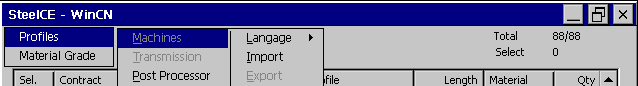 SteelCE - WinCN
Profiles Machines Langage Total 88/88
Material Grade Transmission Import Select 0
Post Processor Export
Sel. Contract ofile Length Material Qty